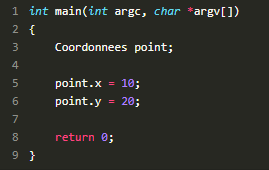 1 int main(int argc, char *argv[])
2 {
3     Coordonnees point;
4
5     point.x = 10;
6     point.y = 20;
7
8     return 0;
9 }